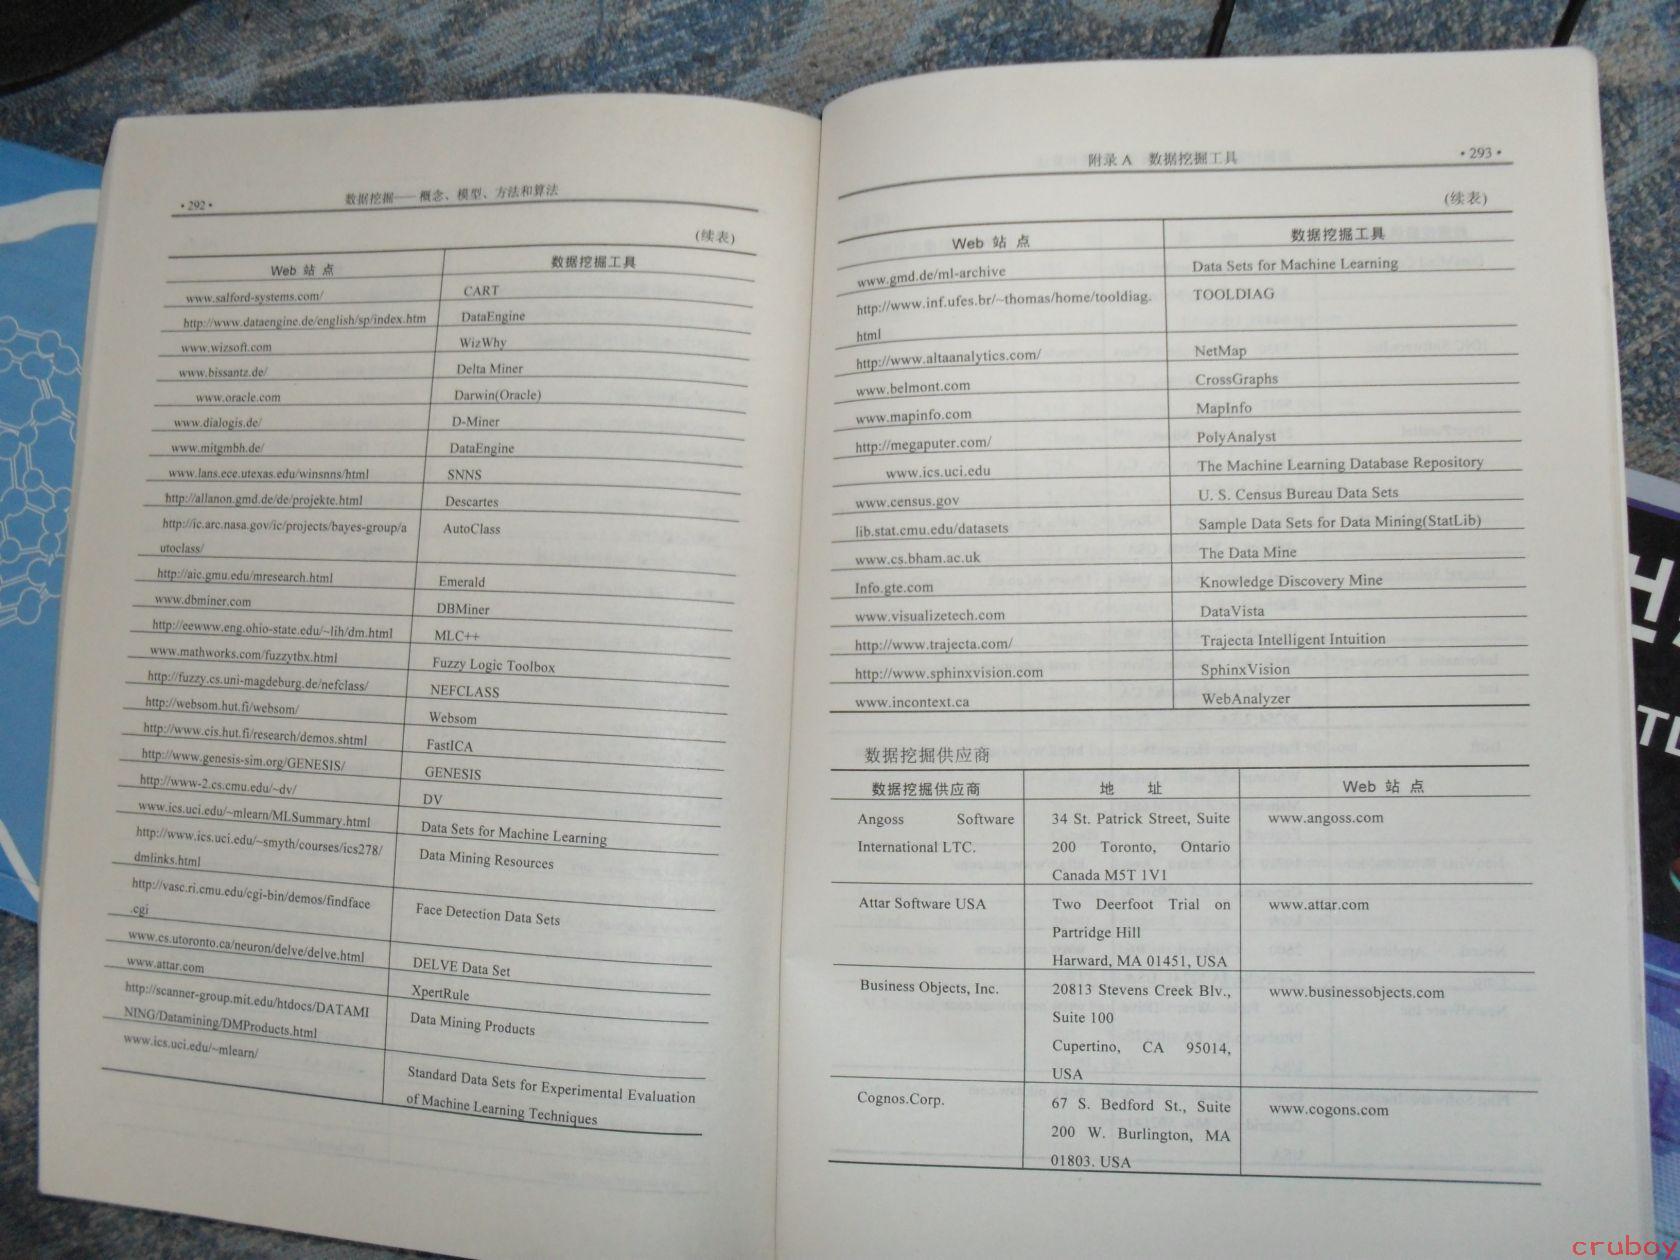 ·292·
数据挖掘——概念、模型、方法和算法
(续表)
Web 站 点 数据挖掘工具
www.salford-systems.com/ CART
http://www.dataengine.de/english/sp/index.htm DataEngine
www.wizsoft.com WizWhy
www.bissantz.de/ Delta Miner
www.oracle.com Darwin(Oracle)
www.dialogis.de/ D-Miner
www.mitgmbh.de/ DataEngine
www.lans.ece.utexas.edu/winsnns/html SNNS
http://allanon.gmd.de/de/projekte.html Descartes
http://ic.arc.nasa.gov/ic/projects/bayes-group/a AutoClass
utoclass/
http://aic.gmu.edu/mresearch.html Emerald
www.dbminer.com DBMiner
http://eewww.eng.ohio-state.edu/~lih/dm.html MLC++
www.mathworks.com/fuzzytbx.html Fuzzy Logic Toolbox
http://fuzzy.cs.uni-magdeburg.de/nefclass/ NEFCLASS
http://websom.hut.fi/websom/ Websom
http://www.cis.hut.fi/research/demos.shtml FastICA
http://www.genesis-sim.org/GENESIS/ GENESIS
http://www-2.cs.cmu.edu/~dv/ DV
www.ics.uci.edu/~mlearn/MLSummary.html Data Sets for Machine Learning
http://www.ics.uci.edu/~smyth/courses/ics278/ Data Mining Resources
dmlinks.html
http://vasc.ri.cmu.edu/cgi-bin/demos/findface Face Detection Data Sets
.cgi
www.cs.utoronto.ca/neuron/delve/delve.html DELVE Data Set
www.attar.com XpertRule
http://scanner-group.mit.edu/htdocs/DATAMI Data Mining Products
NING/Datamining/DMProducts.html
www.ics.uci.edu/~mlearn/ Standard Data Sets for Experimental Evaluation
of Machine Learning Techniques
附录 A 数据挖掘工具
·293·
(续表)
Web 站 点 数据挖掘工具
www.gmd.de/ml-archive Data Sets for Machine Learning
http://www.inf.ufes.br/~thomas/home/tooldiag. TOOLDIAG
html
http://www.altaanalytics.com/ NetMap
www.belmont.com CrossGraphs
www.mapinfo.com MapInfo
http://megaputer.com/ PolyAnalyst
www.ics.uci.edu The Machine Learning Database Repository
www.census.gov U. S. Census Bureau Data Sets
lib.stat.cmu.edu/datasets Sample Data Sets for Data Mining(StatLib)
www.cs.bham.ac.uk The Data Mine
Info.gte.com Knowledge Discovery Mine
www.visualizetech.com DataVista
http://www.trajecta.com/ Trajecta Intelligent Intuition
http://www.sphinxvision.com SphinxVision
www.incontext.ca WebAnalyzer
数据挖掘供应商
数据挖掘供应商 地 址 Web 站 点
Angoss Software 34 St. Patrick Street, Suite www.angoss.com
International LTC. 200 Toronto, Ontario
Canada M5T 1V1
Attar Software USA Two Deerfoot Trial on www.attar.com
Partridge Hill
Harward, MA 01451, USA
Business Objects, Inc. 20813 Stevens Creek Blv., www.businessobjects.com
Suite 100
Cupertino, CA 95014,
USA
Cognos.Corp. 67 S. Bedford St., Suite www.cogons.com
200 W. Burlington, MA
01803. USA
cruboy